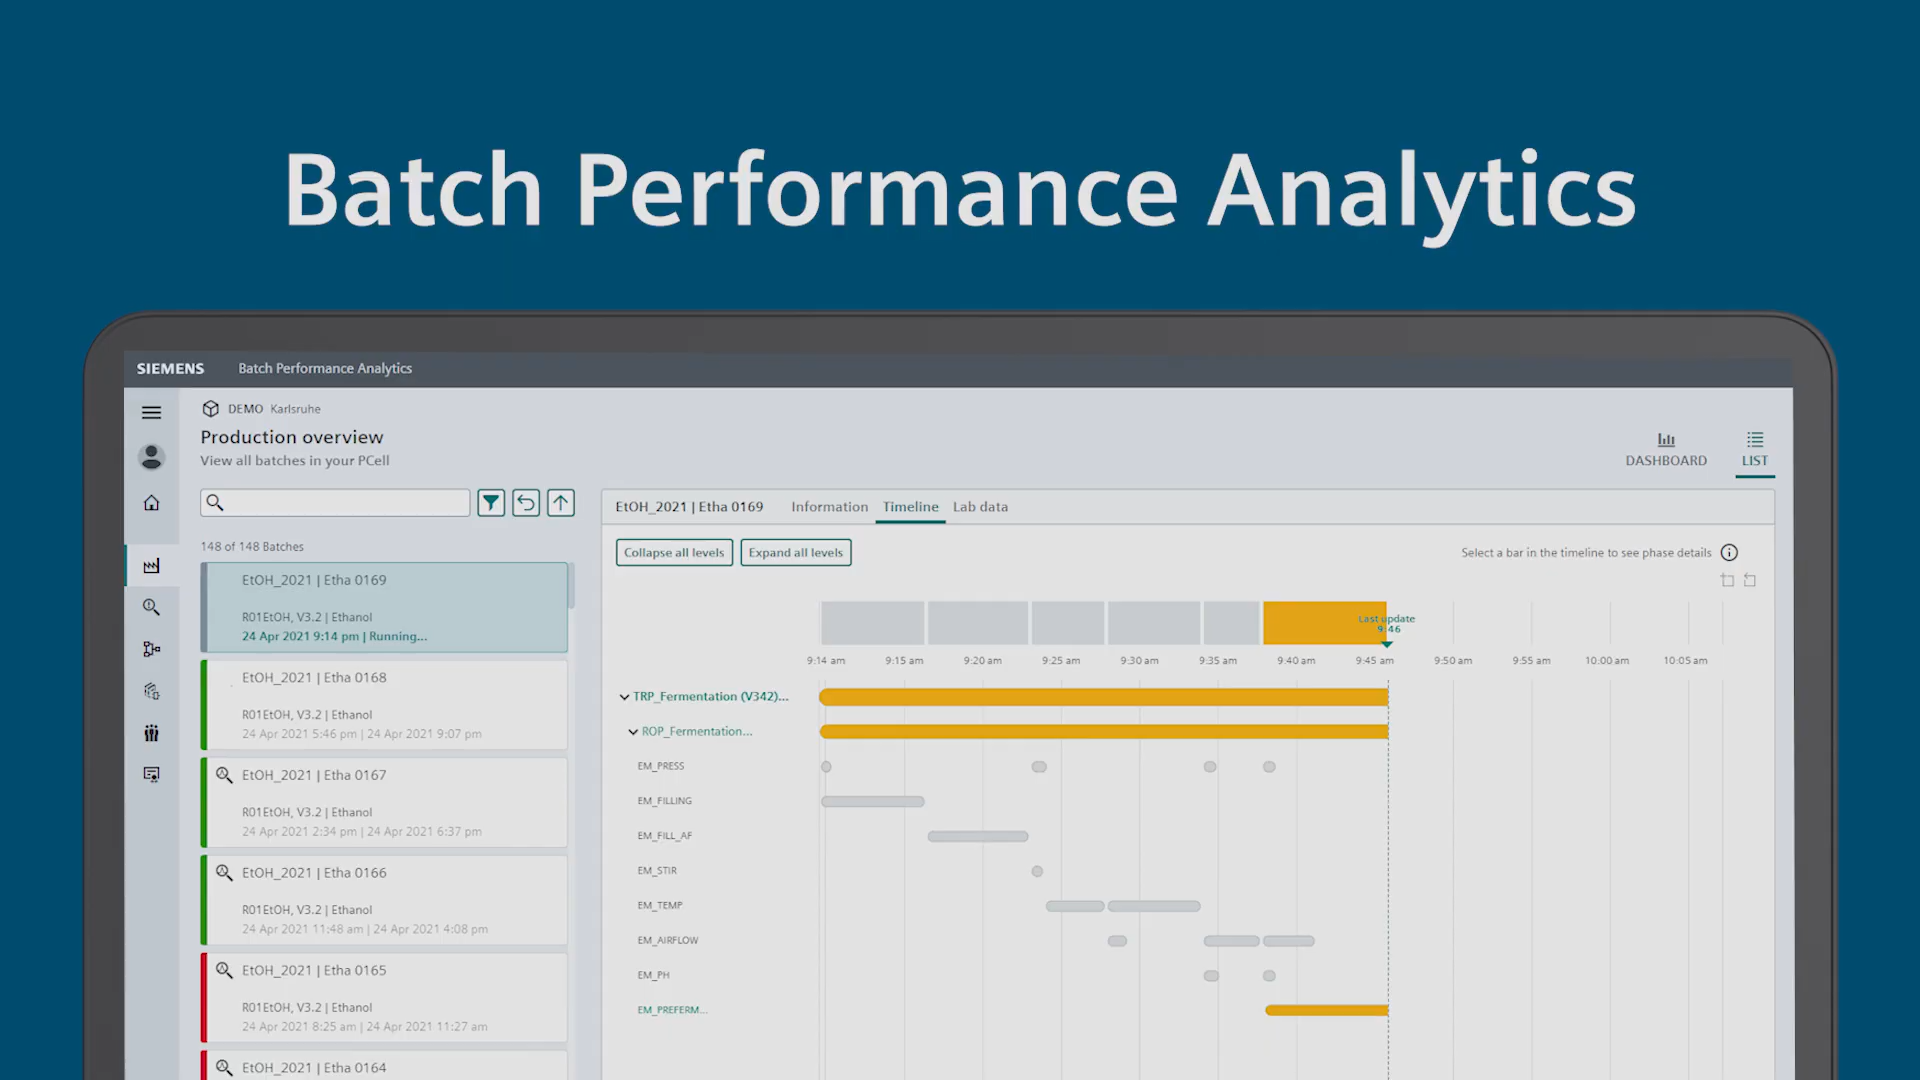 Batch Performance Analytics
SIEMENS Batch Performance Analytics
DEMO Karlsruhe
Production overview
View all batches in your PCell
DASHBOARD
LIST
148 of 148 Batches
EtOH_2021 | Etha 0169
R01EtOH, V3.2 | Ethanol
24 Apr 2021 9:14 pm | Running...
EtOH_2021 | Etha 0168
R01EtOH, V3.2 | Ethanol
24 Apr 2021 5:46 pm | 24 Apr 2021 9:07 pm
EtOH_2021 | Etha 0167
R01EtOH, V3.2 | Ethanol
24 Apr 2021 2:34 pm | 24 Apr 2021 6:37 pm
EtOH_2021 | Etha 0166
R01EtOH, V3.2 | Ethanol
24 Apr 2021 11:48 am | 24 Apr 2021 4:08 pm
EtOH_2021 | Etha 0165
R01EtOH, V3.2 | Ethanol
24 Apr 2021 8:25 am | 24 Apr 2021 11:27 am
EtOH_2021 | Etha 0164
EtOH_2021 | Etha 0169 Information Timeline Lab data
Collapse all levels Expand all levels
Select a bar in the timeline to see phase details
Last update
9:46
9:14 am 9:15 am 9:20 am 9:25 am 9:30 am 9:35 am 9:40 am 9:45 am 9:50 am 9:55 am 10:00 am 10:05 am
TRP_Fermentation (V342)...
ROP_Fermentation...
EM_PRESS
EM_FILLING
EM_FILL_AF
EM_STIR
EM_TEMP
EM_AIRFLOW
EM_PH
EM_PREFERM...